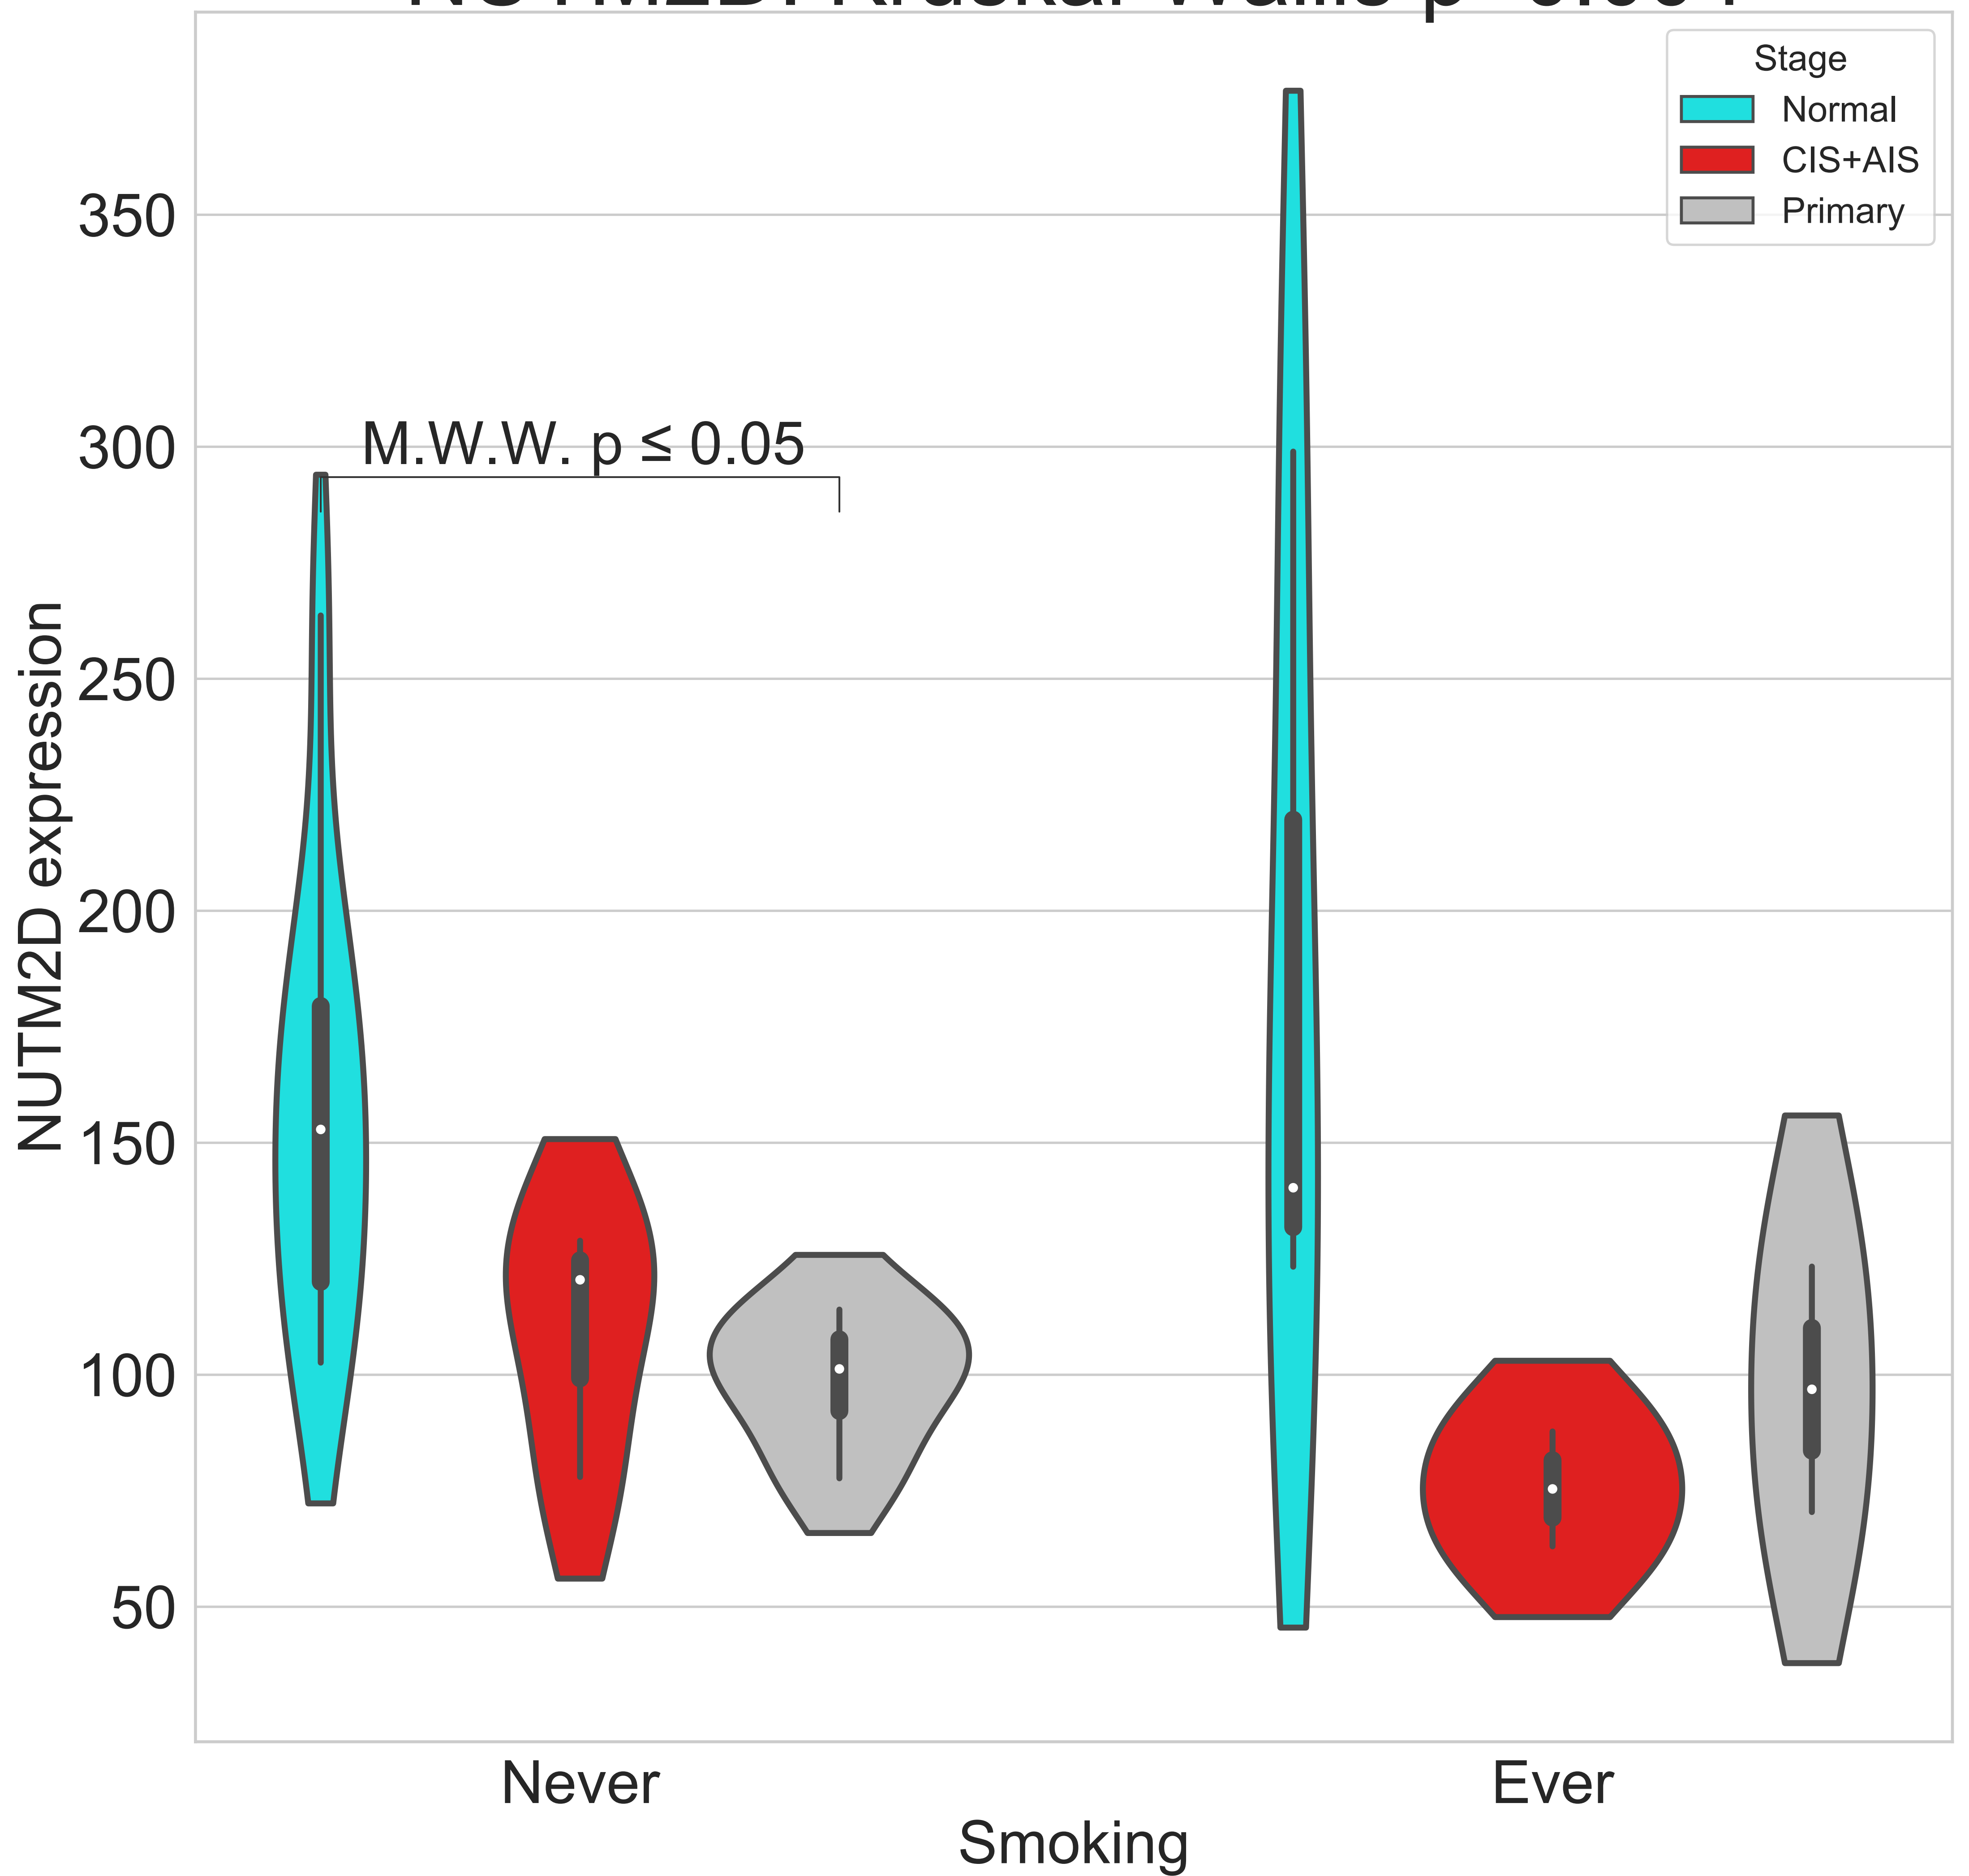 Stage
Normal
CIS+AIS
Primary
350
300
250
200
150
100
50
M.W.W. p ≤ 0.05
NUTM2D expression
Never
Ever
Smoking